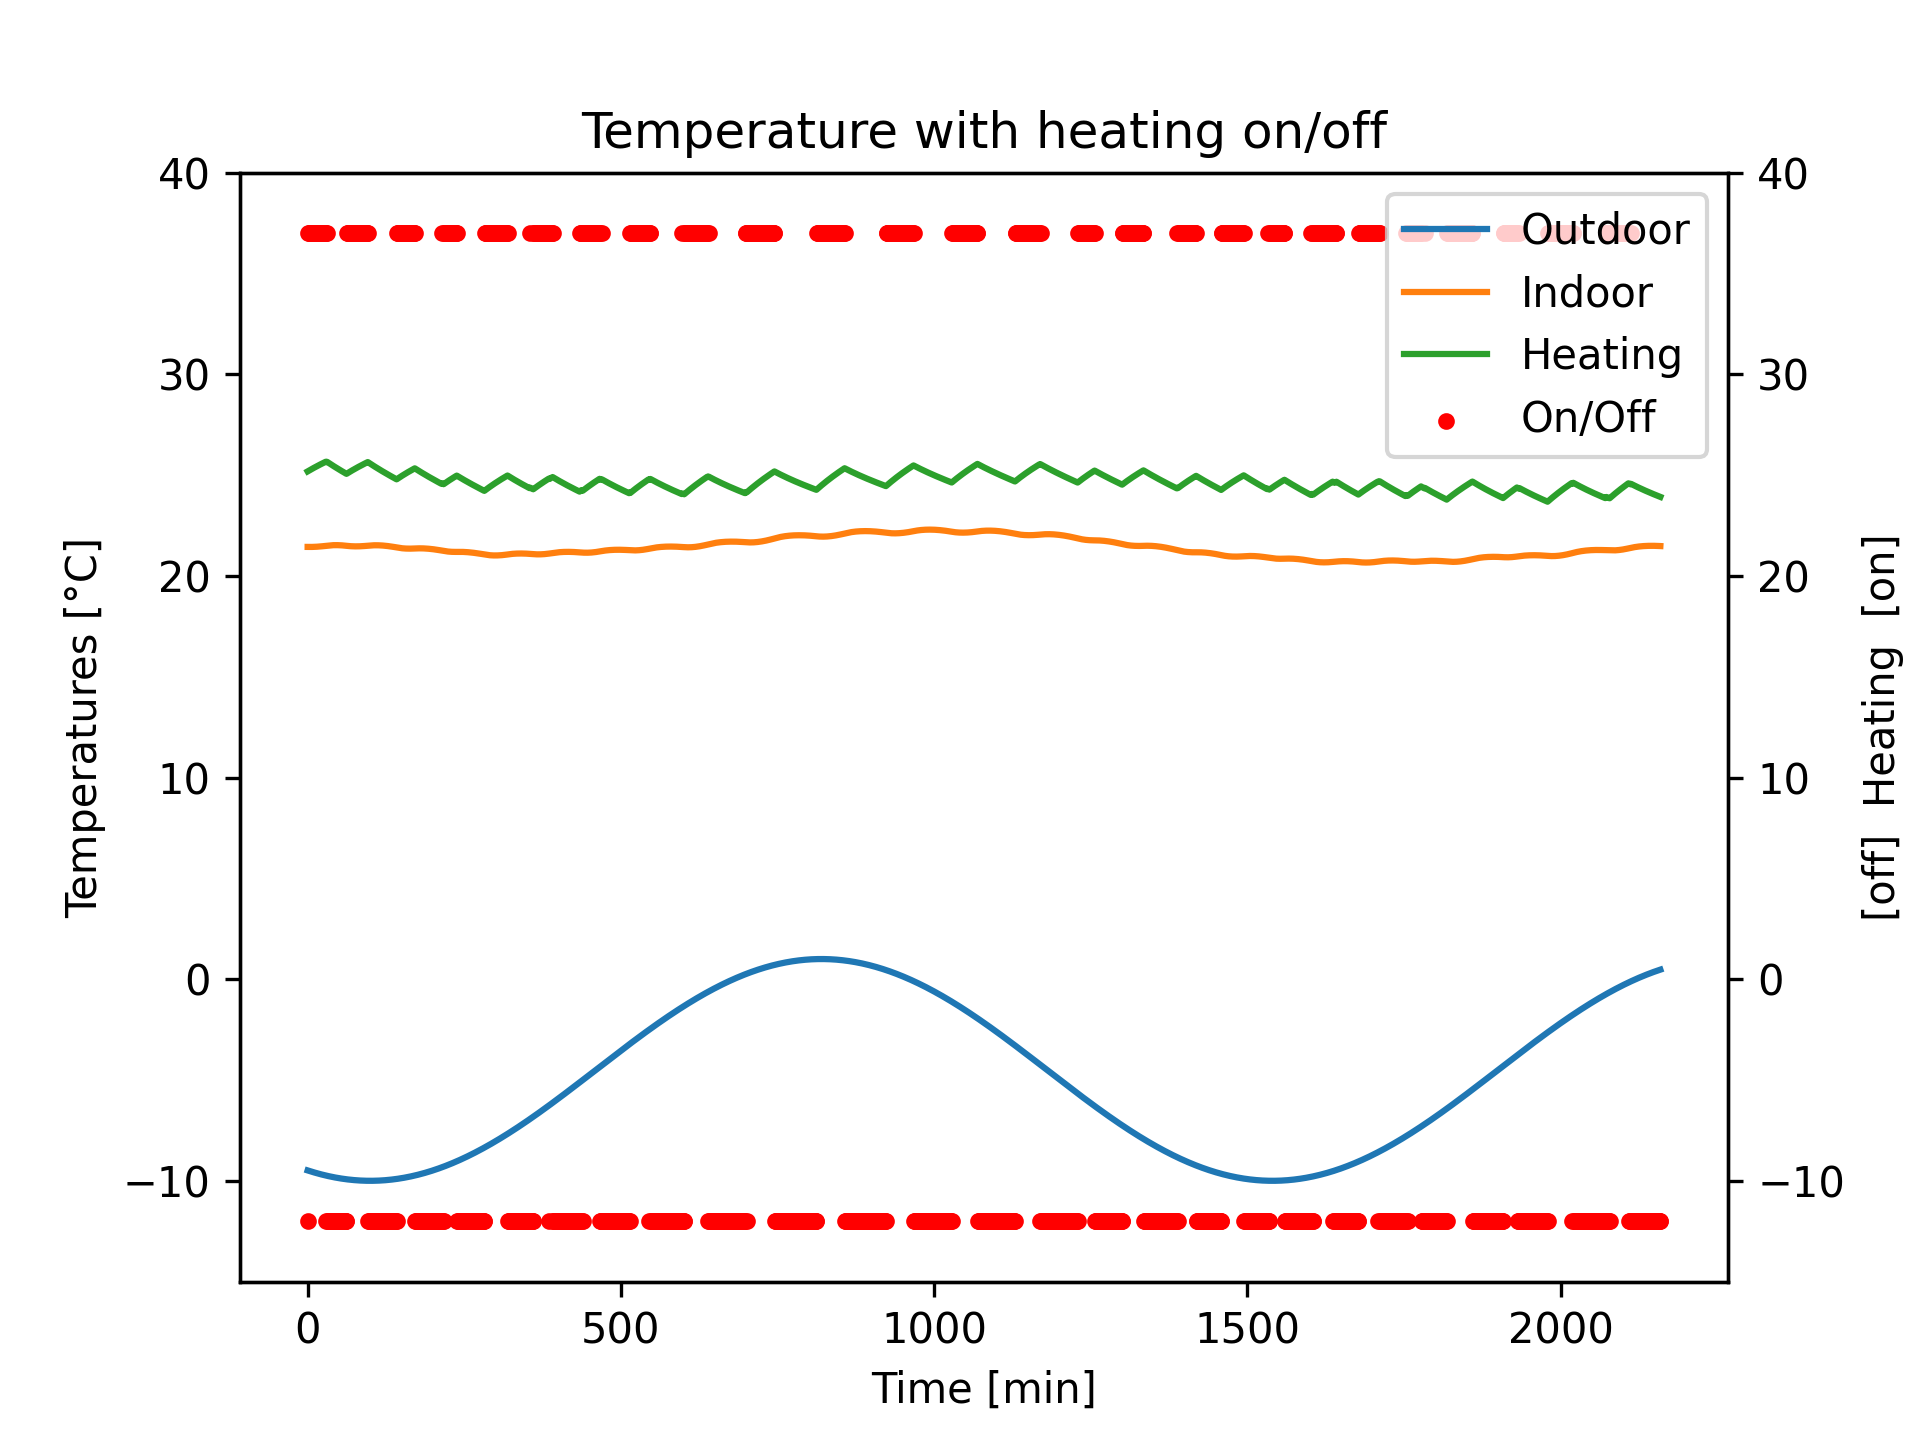 Temperature with heating on/off
40
30
20
10
0
−10
Temperatures [°C]
Outdoor
Indoor
Heating
On/Off
40
30
20
10
0
−10
[off]  Heating  [on]
0
500
1000
1500
2000
Time [min]